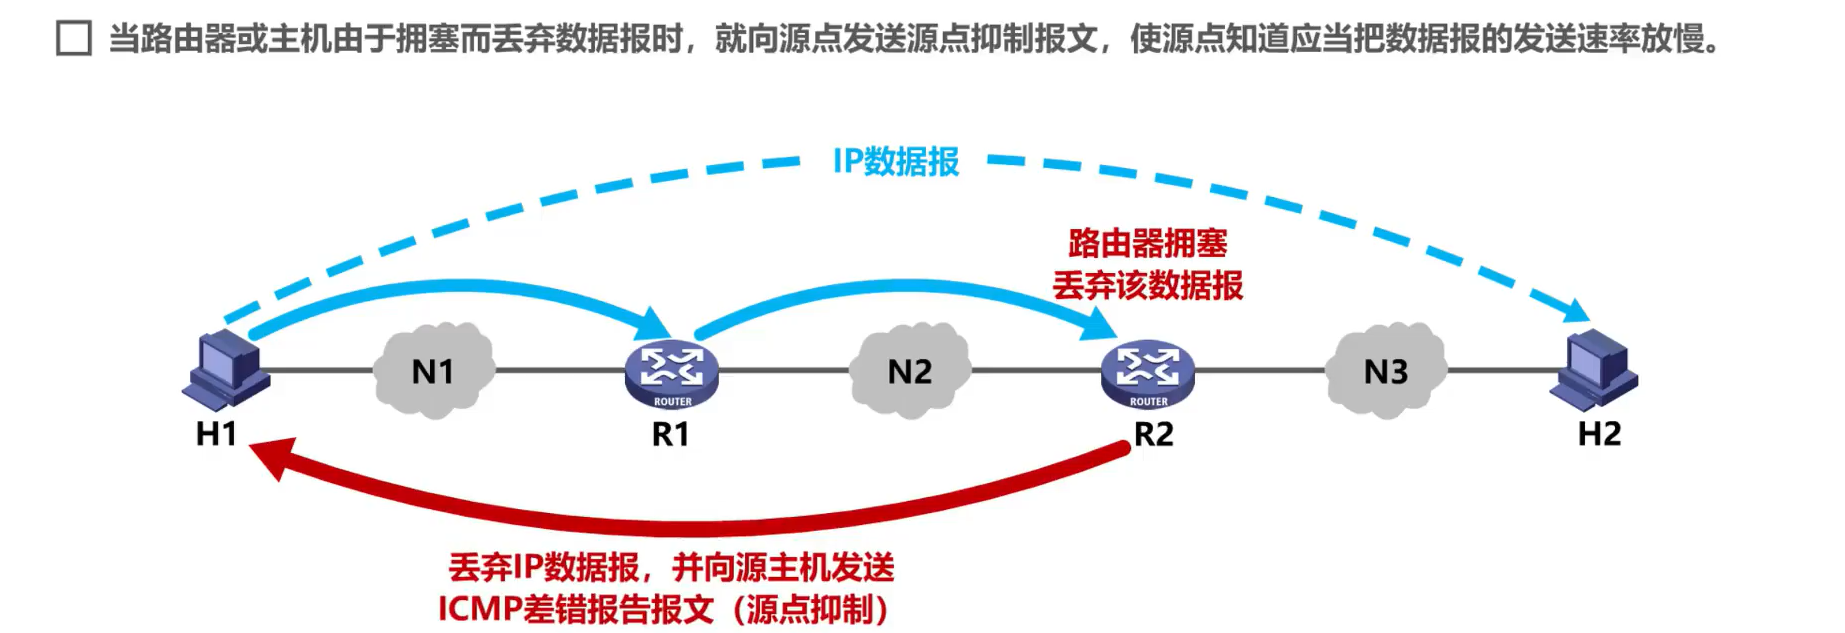 当路由器或主机由于拥塞而丢弃数据报时，就向源点发送源点抑制报文，使源点知道应当把数据报的发送速率放慢。
IP数据报
路由器拥塞
丢弃该数据报
N1
N2
N3
ROUTER
ROUTER
H1
R1
R2
H2
丢弃IP数据报，并向源主机发送
ICMP差错报告报文（源点抑制）